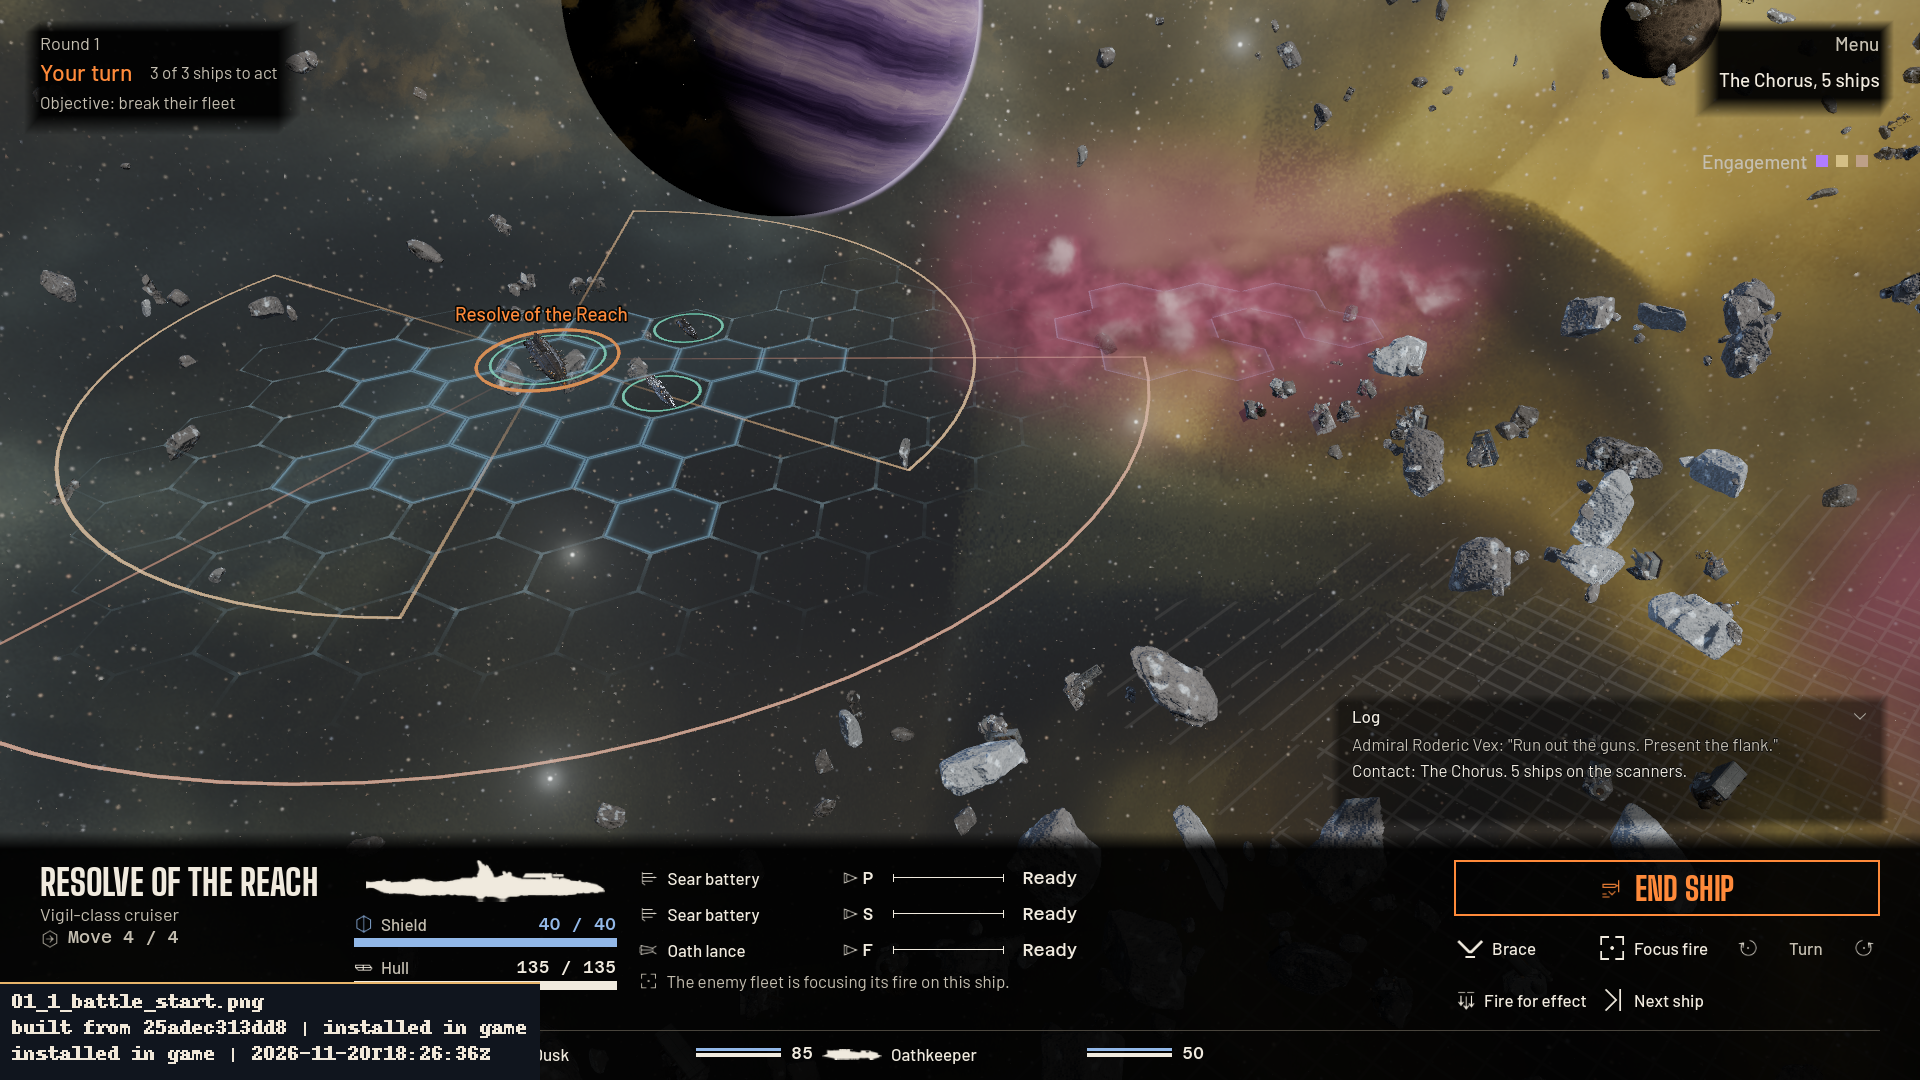 Round 1
Your turn 3 of 3 ships to act
Objective: break their fleet
Menu
The Chorus, 5 ships
Engagement
Resolve of the Reach
Log
Admiral Roderic Vex: "Run out the guns. Present the flank."
Contact: The Chorus. 5 ships on the scanners.
RESOLVE OF THE REACH
Vigil-class cruiser
Move 4 / 4
Shield 40 / 40
Hull 135 / 135
Sear battery P Ready
Sear battery S Ready
Oath lance F Ready
The enemy fleet is focusing its fire on this ship.
END SHIP
Brace Focus fire Turn
Fire for effect Next ship
01_1_battle_start.png
built from 25adec313dd8 | installed in game
installed in game | 2026-11-20T18:26:36Z
Dusk 85 Oathkeeper 50